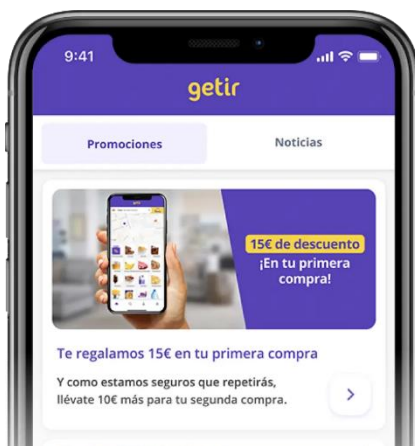 9:41
getir
Promociones
Noticias
getir
15€ de descuento
¡En tu primera
compra!
Te regalamos 15€ en tu primera compra
Y como estamos seguros que repetirás,
llévate 10€ más para tu segunda compra.